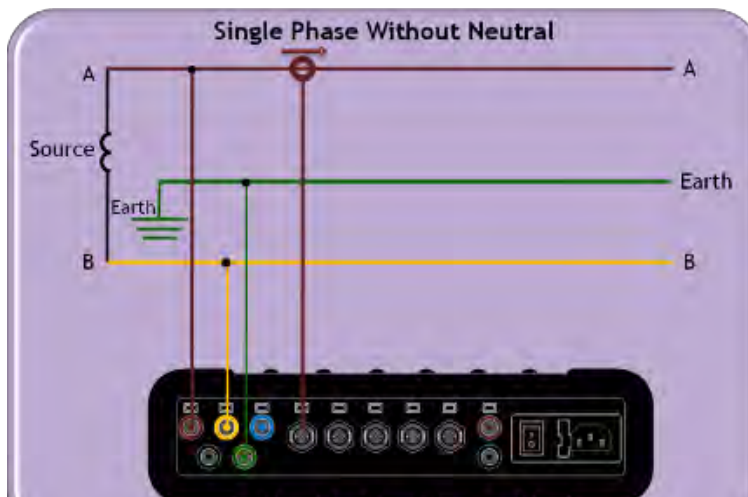 Single Phase Without Neutral
A A
Source
Earth
Earth
B B